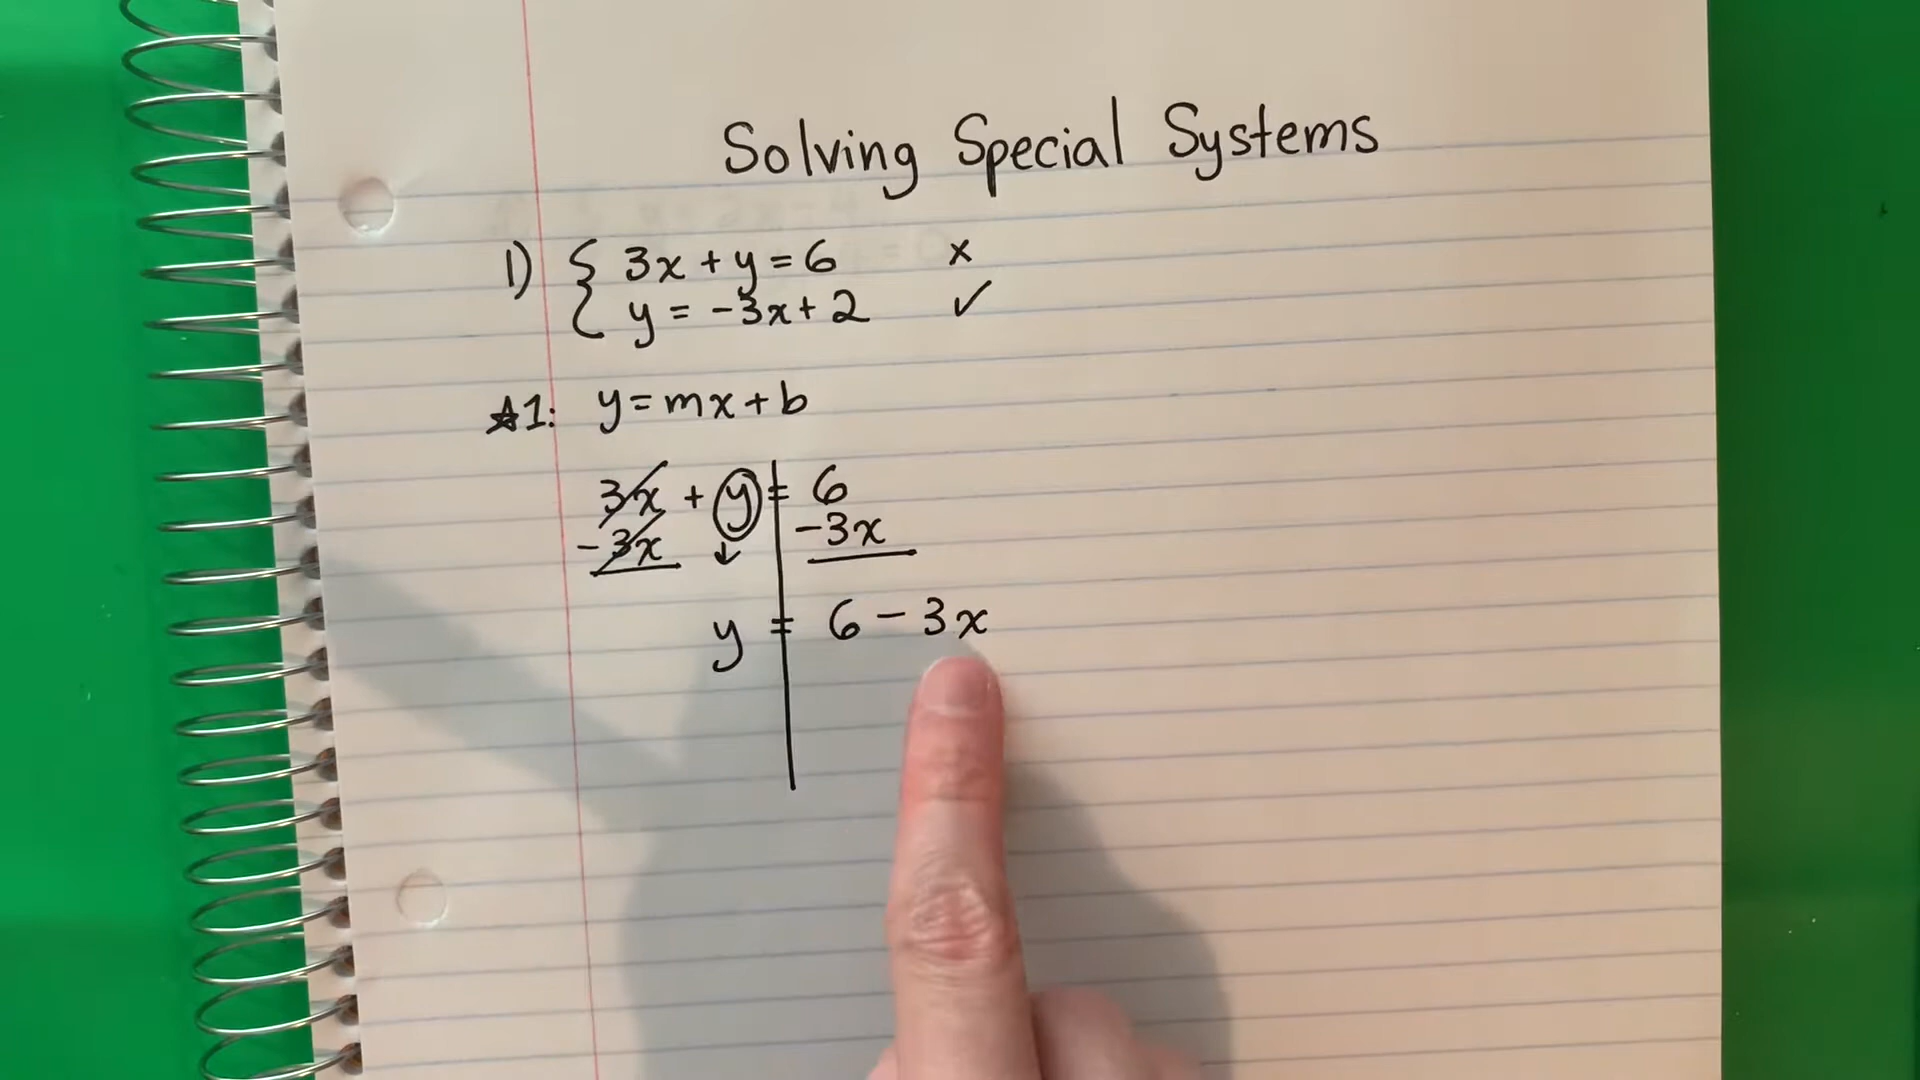 Solving Special Systems
1) { 3x + y = 6 x
y = -3x + 2 ✓
☆1: y = mx + b
3x + y = 6
-3x ↓ -3x
y = 6 - 3x